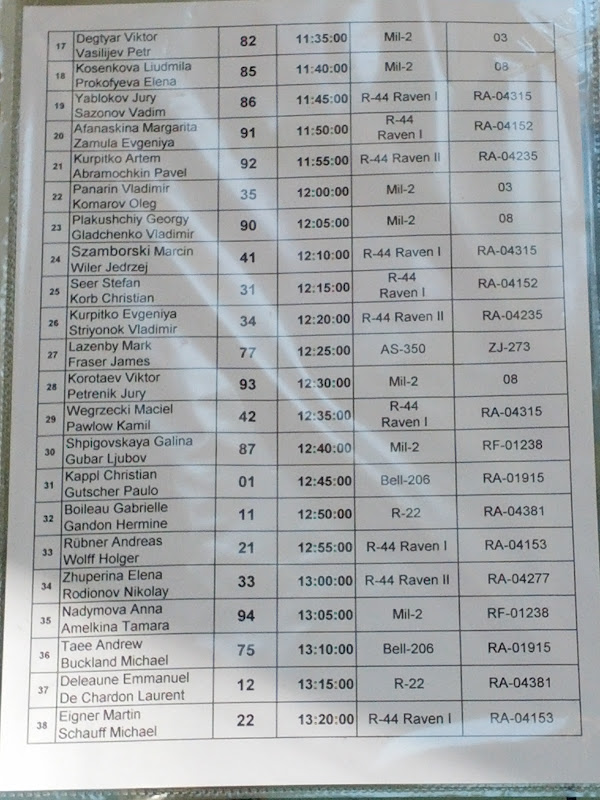 17 Degtyar Viktor Vasilijev Petr 82 11:35:00 Mil-2 03
18 Kosenkova Liudmila Prokofyeva Elena 85 11:40:00 Mil-2 08
19 Yablokov Jury Sazonov Vadim 86 11:45:00 R-44 Raven I RA-04315
20 Afanaskina Margarita Zamula Evgeniya 91 11:50:00 R-44 Raven I RA-04152
21 Kurpitko Artem Abramochkin Pavel 92 11:55:00 R-44 Raven II RA-04235
22 Panarin Vladimir Komarov Oleg 35 12:00:00 Mil-2 03
23 Plakushchiy Georgy Gladchenko Vladimir 90 12:05:00 Mil-2 08
24 Szamborski Marcin Wiler Jedrzej 41 12:10:00 R-44 Raven I RA-04315
25 Seer Stefan Korb Christian 31 12:15:00 R-44 Raven I RA-04152
26 Kurpitko Evgeniya Striyonok Vladimir 34 12:20:00 R-44 Raven II RA-04235
27 Lazenby Mark Fraser James 77 12:25:00 AS-350 ZJ-273
28 Korotaev Viktor Petrenik Jury 93 12:30:00 Mil-2 08
29 Wegrzecki Maciel Pawlow Kamil 42 12:35:00 R-44 Raven I RA-04315
30 Shpigovskaya Galina Gubar Ljubov 87 12:40:00 Mil-2 RF-01238
31 Kappl Christian Gutscher Paulo 01 12:45:00 Bell-206 RA-01915
32 Boileau Gabrielle Gandon Hermine 11 12:50:00 R-22 RA-04381
33 Rübner Andreas Wolff Holger 21 12:55:00 R-44 Raven I RA-04153
34 Zhuperina Elena Rodionov Nikolay 33 13:00:00 R-44 Raven II RA-04277
35 Nadymova Anna Amelkina Tamara 94 13:05:00 Mil-2 RF-01238
36 Taee Andrew Buckland Michael 75 13:10:00 Bell-206 RA-01915
37 Deleaune Emmanuel De Chardon Laurent 12 13:15:00 R-22 RA-04381
38 Eigner Martin Schauff Michael 22 13:20:00 R-44 Raven I RA-04153